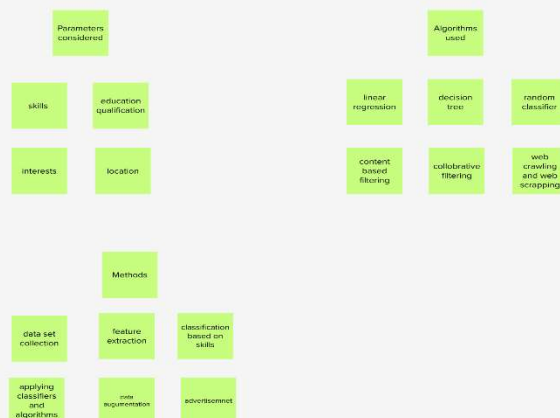 Parameters
considered
skills
education
qualification
interests
location
Algorithms
used
linear
regression
decision
tree
random
classifier
content
based
filtering
collobrative
filtering
web
crawling
and web
scrapping
Methods
data set
collection
feature
extraction
classification
based on
skills
applying
classifiers
and
algorithms
data
augumentation
advertisemnet